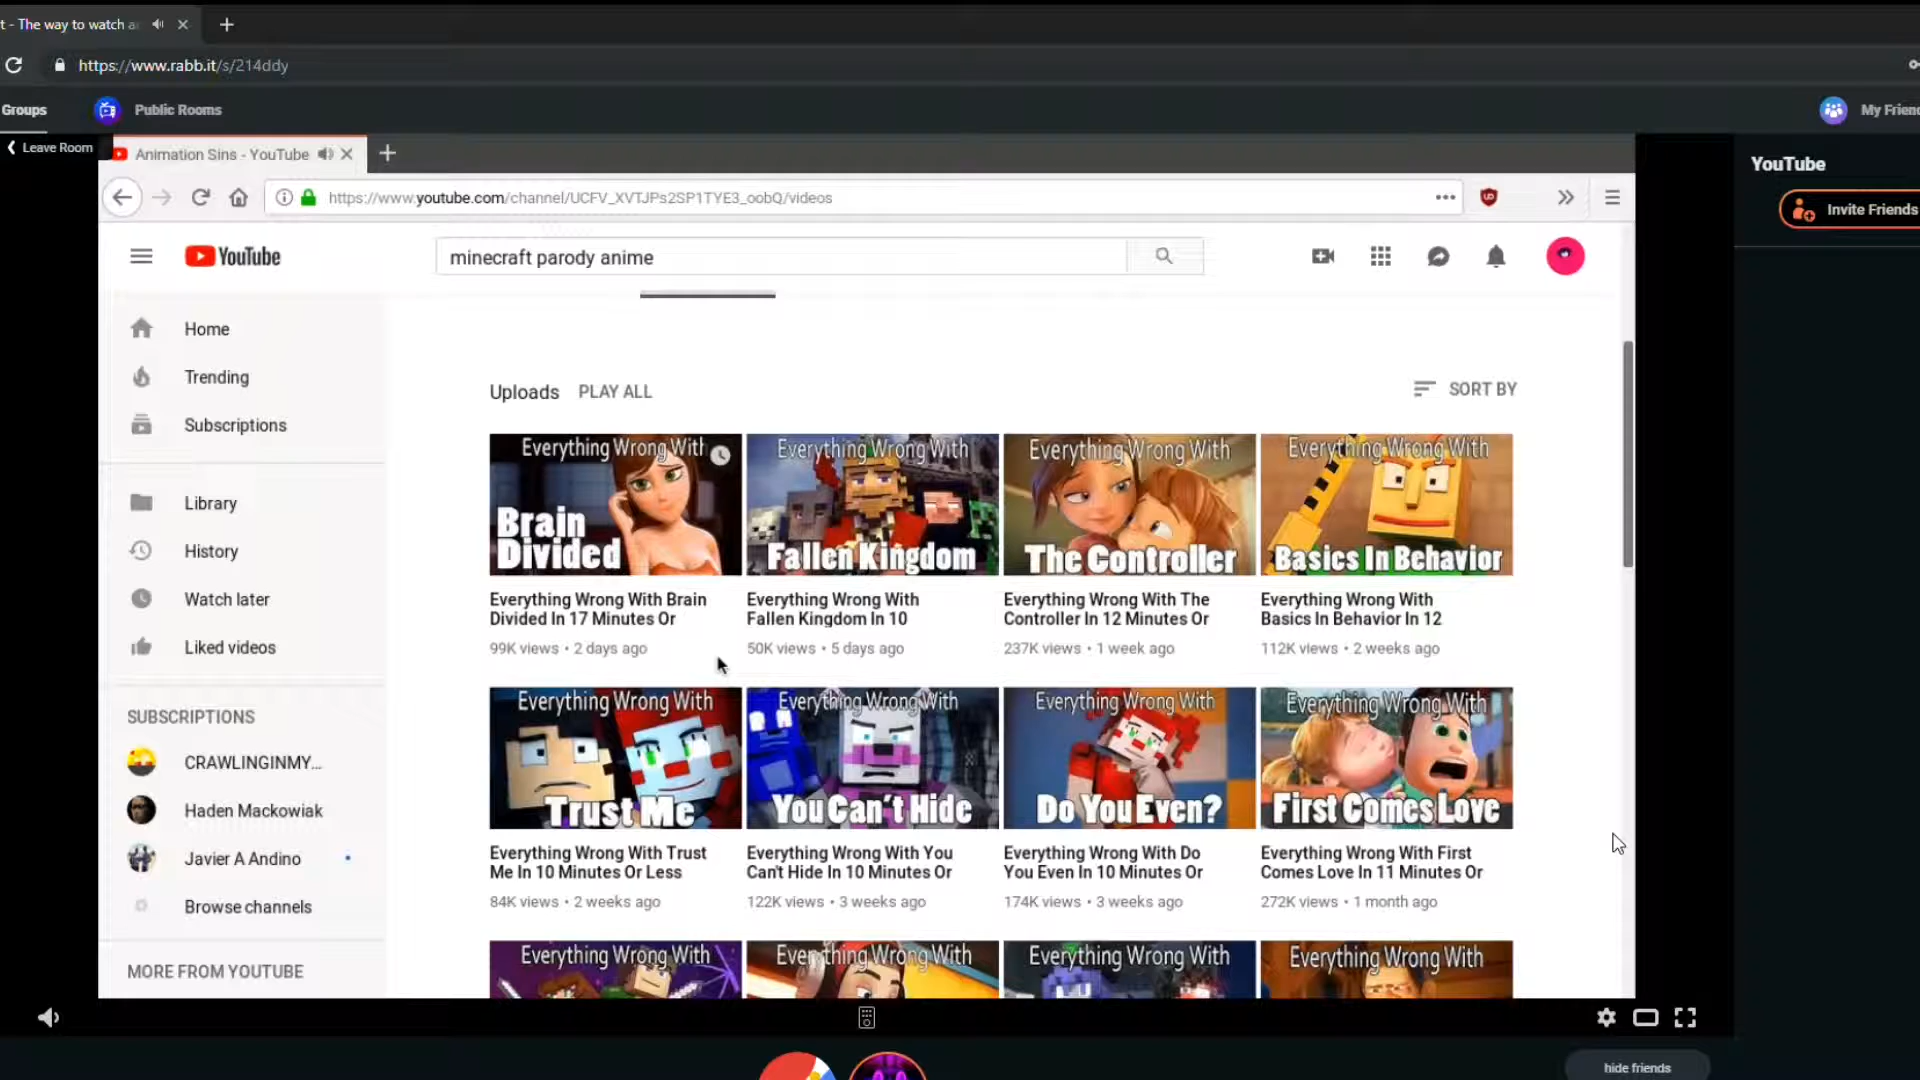 t - The way to watch a
https://www.rabb.it/s/214ddy
Groups
Public Rooms
My Frien
Leave Room
Animation Sins - YouTube
YouTube
https://www.youtube.com/channel/UCFV_XVTJPs2SP1TYE3_oobQ/videos
Invite Friends
YouTube
minecraft parody anime
Home
Trending
Subscriptions
Library
History
Watch later
Liked videos
SUBSCRIPTIONS
CRAWLINGINMY...
Haden Mackowiak
Javier A Andino
Browse channels
MORE FROM YOUTUBE
Uploads PLAY ALL
SORT BY
Everything Wrong With
Brain
Divided
Everything Wrong With
Fallen Kingdom
Everything Wrong With
The Controller
Everything Wrong With
Basics In Behavior
Everything Wrong With Brain
Divided In 17 Minutes Or
99K views • 2 days ago
Everything Wrong With
Fallen Kingdom In 10
50K views • 5 days ago
Everything Wrong With The
Controller In 12 Minutes Or
237K views • 1 week ago
Everything Wrong With
Basics In Behavior In 12
112K views • 2 weeks ago
Everything Wrong With
Trust Me
Everything Wrong With
You Can't Hide
Everything Wrong With
Do You Even?
Everything Wrong With
First Comes Love
Everything Wrong With Trust
Me In 10 Minutes Or Less
84K views • 2 weeks ago
Everything Wrong With You
Can't Hide In 10 Minutes Or
122K views • 3 weeks ago
Everything Wrong With Do
You Even In 10 Minutes Or
174K views • 3 weeks ago
Everything Wrong With First
Comes Love In 11 Minutes Or
272K views • 1 month ago
Everything Wrong With
Everything Wrong With
Everything Wrong With
Everything Wrong With
hide friends